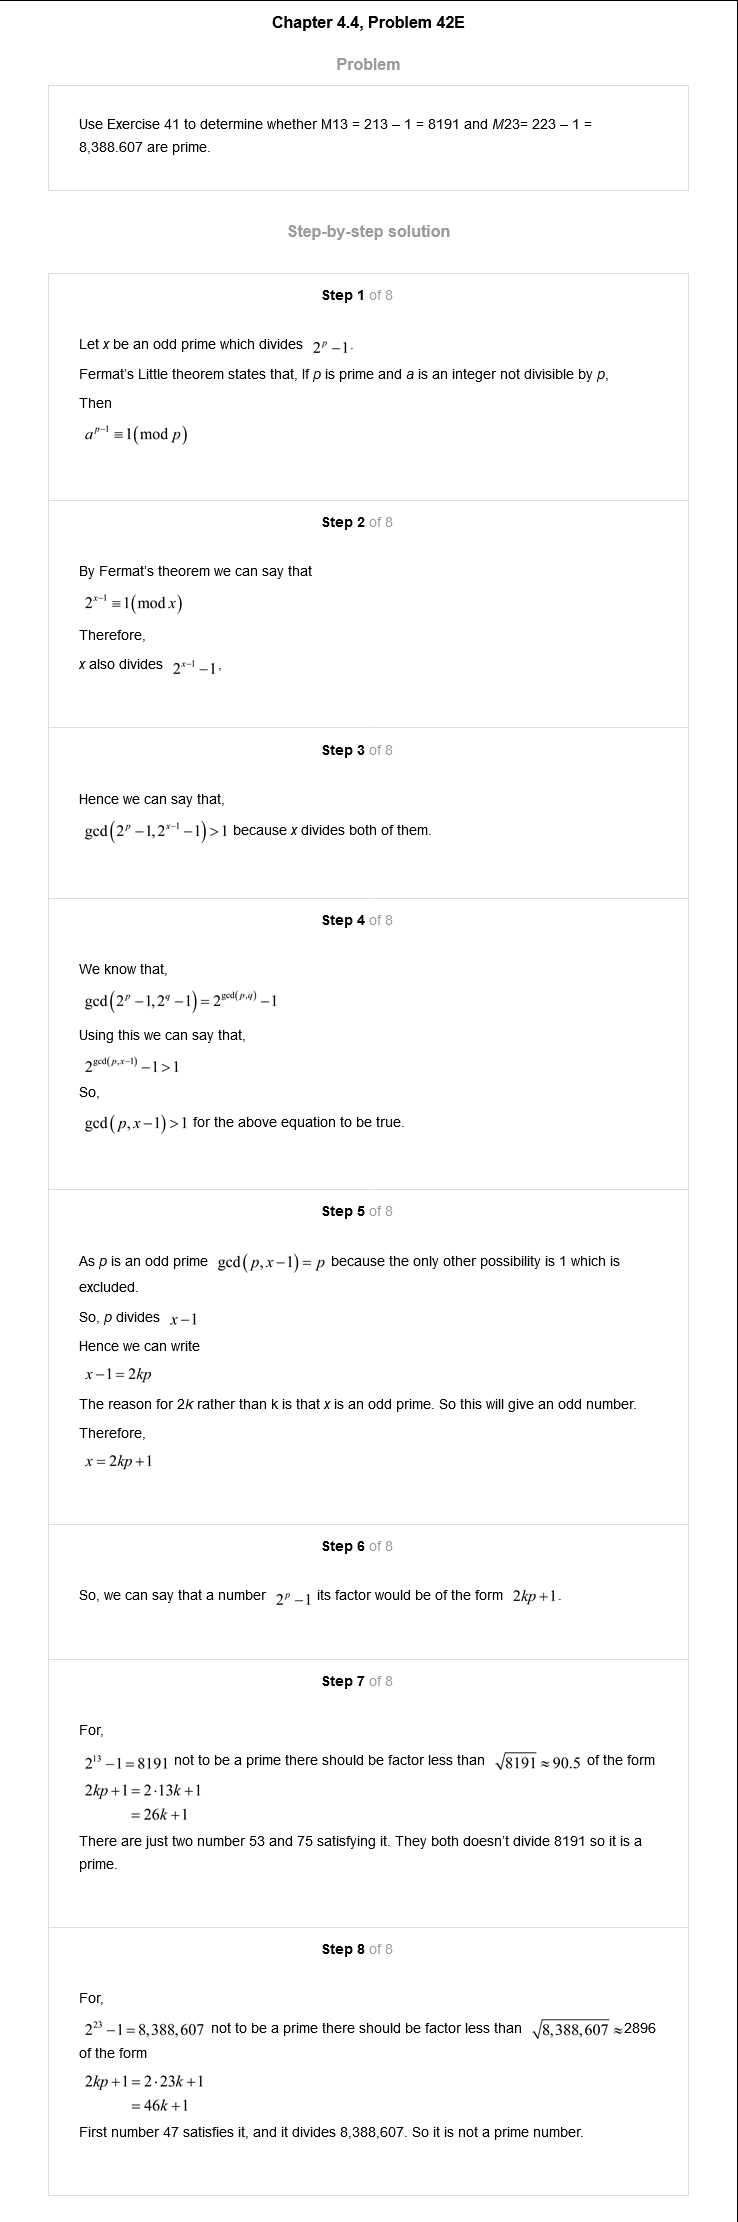 Chapter 4.4, Problem 42E
Problem
Use Exercise 41 to determine whether M13 = 213 – 1 = 8191 and M23= 223 – 1 =
8,388.607 are prime.
Step-by-step solution
Step 1 of 8
Let x be an odd prime which divides 2^p − 1.
Fermat's Little theorem states that, If p is prime and a is an integer not divisible by p,
Then
a^(p−1) ≡ 1(mod p)
Step 2 of 8
By Fermat's theorem we can say that
2^(x−1) ≡ 1(mod x)
Therefore,
x also divides 2^(x−1) − 1,
Step 3 of 8
Hence we can say that,
gcd(2^p − 1, 2^(x−1) − 1) > 1 because x divides both of them.
Step 4 of 8
We know that,
gcd(2^p − 1, 2^q − 1) = 2^(gcd(p,q)) − 1
Using this we can say that,
2^(gcd(p,x−1)) − 1 > 1
So,
gcd(p, x − 1) > 1 for the above equation to be true.
Step 5 of 8
As p is an odd prime gcd(p, x − 1) = p because the only other possibility is 1 which is
excluded.
So, p divides x − 1
Hence we can write
x − 1 = 2kp
The reason for 2k rather than k is that x is an odd prime. So this will give an odd number.
Therefore,
x = 2kp + 1
Step 6 of 8
So, we can say that a number 2^p − 1 its factor would be of the form 2kp + 1.
Step 7 of 8
For,
2^13 − 1 = 8191 not to be a prime there should be factor less than √8191 ≈ 90.5 of the form
2kp + 1 = 2·13k + 1
= 26k + 1
There are just two number 53 and 75 satisfying it. They both doesn't divide 8191 so it is a
prime.
Step 8 of 8
For,
2^23 − 1 = 8,388,607 not to be a prime there should be factor less than √8,388,607 ≈ 2896
of the form
2kp + 1 = 2·23k + 1
= 46k + 1
First number 47 satisfies it, and it divides 8,388,607. So it is not a prime number.